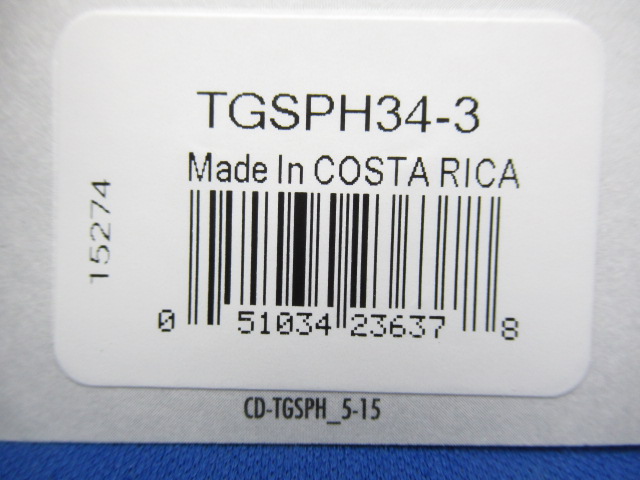 TGSPH34-3
Made In COSTA RICA
15274
0 51034 23637 8
CD-TGSPH_5-15